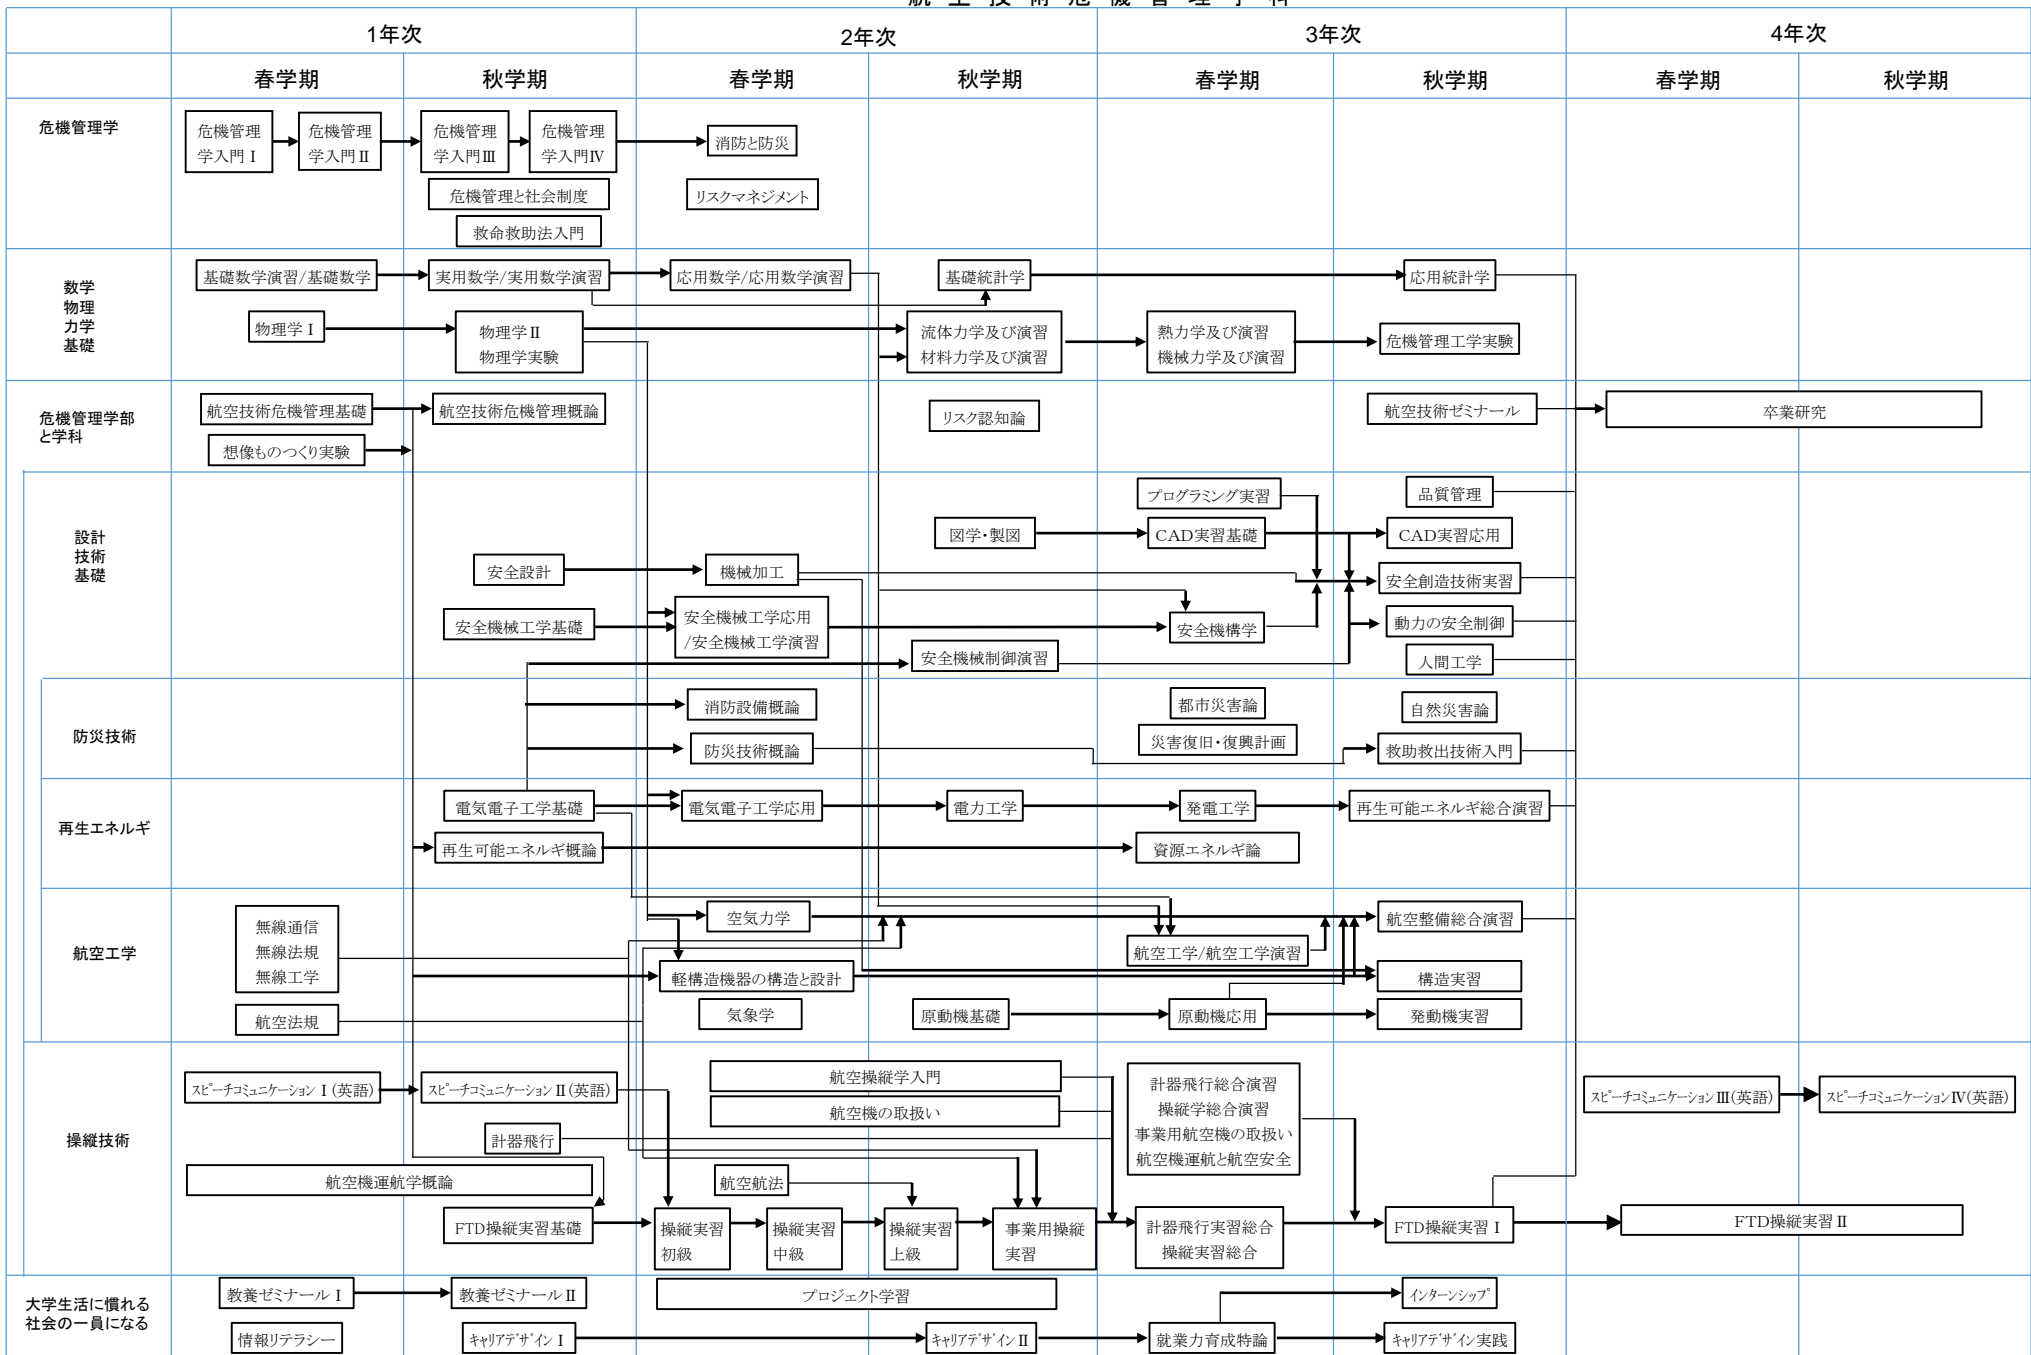 航空技術危機管理学科
1年次
2年次
3年次
4年次
春学期
秋学期
春学期
秋学期
春学期
秋学期
春学期
秋学期
危機管理学
危機管理
学入門Ⅰ
危機管理
学入門Ⅱ
危機管理
学入門Ⅲ
危機管理
学入門Ⅳ
消防と防災
危機管理と社会制度
リスクマネジメント
救命救助法入門
数学
物理
力学
基礎
基礎数学演習/基礎数学
実用数学/実用数学演習
応用数学/応用数学演習
基礎統計学
応用統計学
物理学Ⅰ
物理学Ⅱ
物理学実験
流体力学及び演習
材料力学及び演習
熱力学及び演習
機械力学及び演習
危機管理工学実験
危機管理学部
と学科
航空技術危機管理基礎
航空技術危機管理概論
リスク認知論
航空技術ゼミナール
卒業研究
想像ものつくり実験
設計
技術
基礎
プログラミング実習
品質管理
図学・製図
CAD実習基礎
CAD実習応用
安全設計
機械加工
安全創造技術実習
安全機械工学基礎
安全機械工学応用
/安全機械工学演習
安全機構学
動力の安全制御
安全機械制御演習
人間工学
防災技術
消防設備概論
都市災害論
自然災害論
防災技術概論
災害復旧・復興計画
救助救出技術入門
再生エネルギ
電気電子工学基礎
電気電子工学応用
電力工学
発電工学
再生可能エネルギ総合演習
再生可能エネルギ概論
資源エネルギ論
航空工学
無線通信
無線法規
無線工学
空気力学
航空整備総合演習
航空工学/航空工学演習
軽構造機器の構造と設計
構造実習
航空法規
気象学
原動機基礎
原動機応用
発動機実習
操縦技術
スピーチコミュニケーションⅠ(英語)
スピーチコミュニケーションⅡ(英語)
航空操縦学入門
航空機の取扱い
計器飛行総合演習
操縦学総合演習
事業用航空機の取扱い
航空機運航と航空安全
スピーチコミュニケーションⅢ(英語)
スピーチコミュニケーションⅣ(英語)
計器飛行
航空機運航学概論
航空航法
FTD操縦実習基礎
操縦実習
初級
操縦実習
中級
操縦実習
上級
事業用操縦
実習
計器飛行実習総合
操縦実習総合
FTD操縦実習Ⅰ
FTD操縦実習Ⅱ
大学生活に慣れる
社会の一員になる
教養ゼミナールⅠ
教養ゼミナールⅡ
プロジェクト学習
インターンシップ
情報リテラシー
キャリアデザインⅠ
キャリアデザインⅡ
就業力育成特論
キャリアデザイン実践